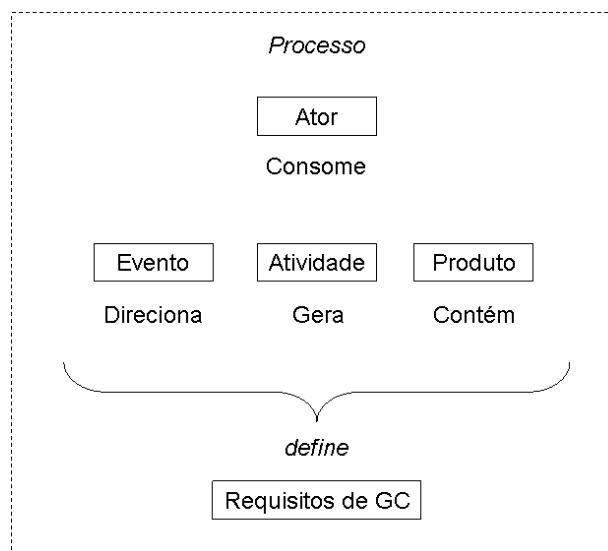 Processo
Ator
Consome
Evento Atividade Produto
Direciona Gera Contém
define
Requisitos de GC